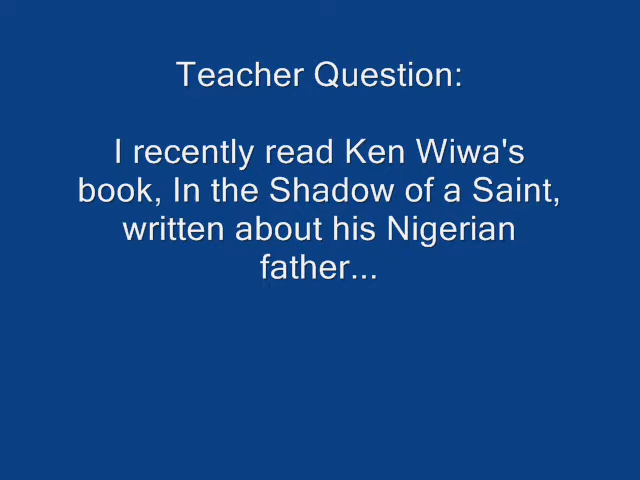 Teacher Question:
I recently read Ken Wiwa's
book, In the Shadow of a Saint,
written about his Nigerian
father...